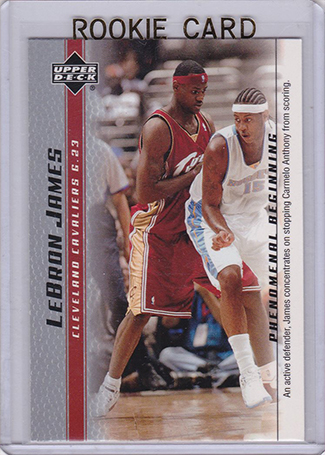 ROOKIE CARD
UPPER
DECK
LEBRON JAMES
CLEVELAND CAVALIERS G.23
PHENOMENAL BEGINNING
An active defender, James concentrates on stopping Carmelo Anthony from scoring.